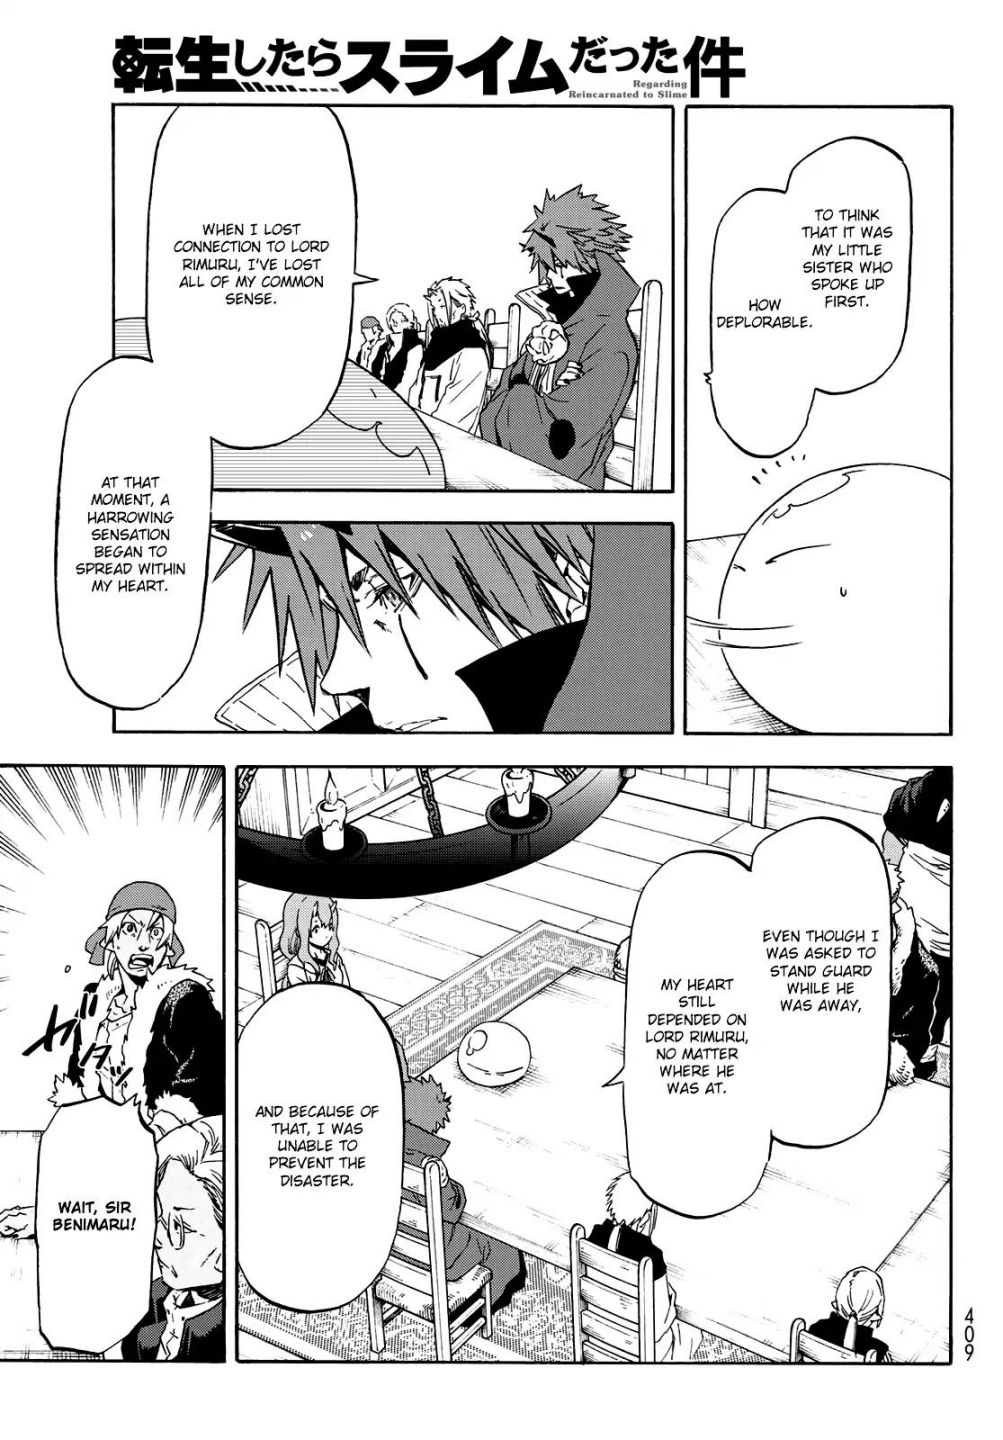 転生したらスライムだった件
Regarding
Reincarnated to Slime
TO THINK
THAT IT WAS
MY LITTLE
SISTER WHO
SPOKE UP
FIRST.
HOW
DEPLORABLE.
WHEN I LOST
CONNECTION TO LORD
RIMURU, I'VE LOST
ALL OF MY COMMON
SENSE.
AT THAT
MOMENT, A
HARROWING
SENSATION
BEGAN TO
SPREAD WITHIN
MY HEART.
EVEN THOUGH I
WAS ASKED TO
STAND GUARD
WHILE HE
WAS AWAY,
MY HEART
STILL
DEPENDED ON
LORD RIMURU,
NO MATTER
WHERE HE
WAS AT.
AND BECAUSE OF
THAT, I WAS
UNABLE TO
PREVENT THE
DISASTER.
ガタッ
WAIT, SIR
BENIMARU!
409